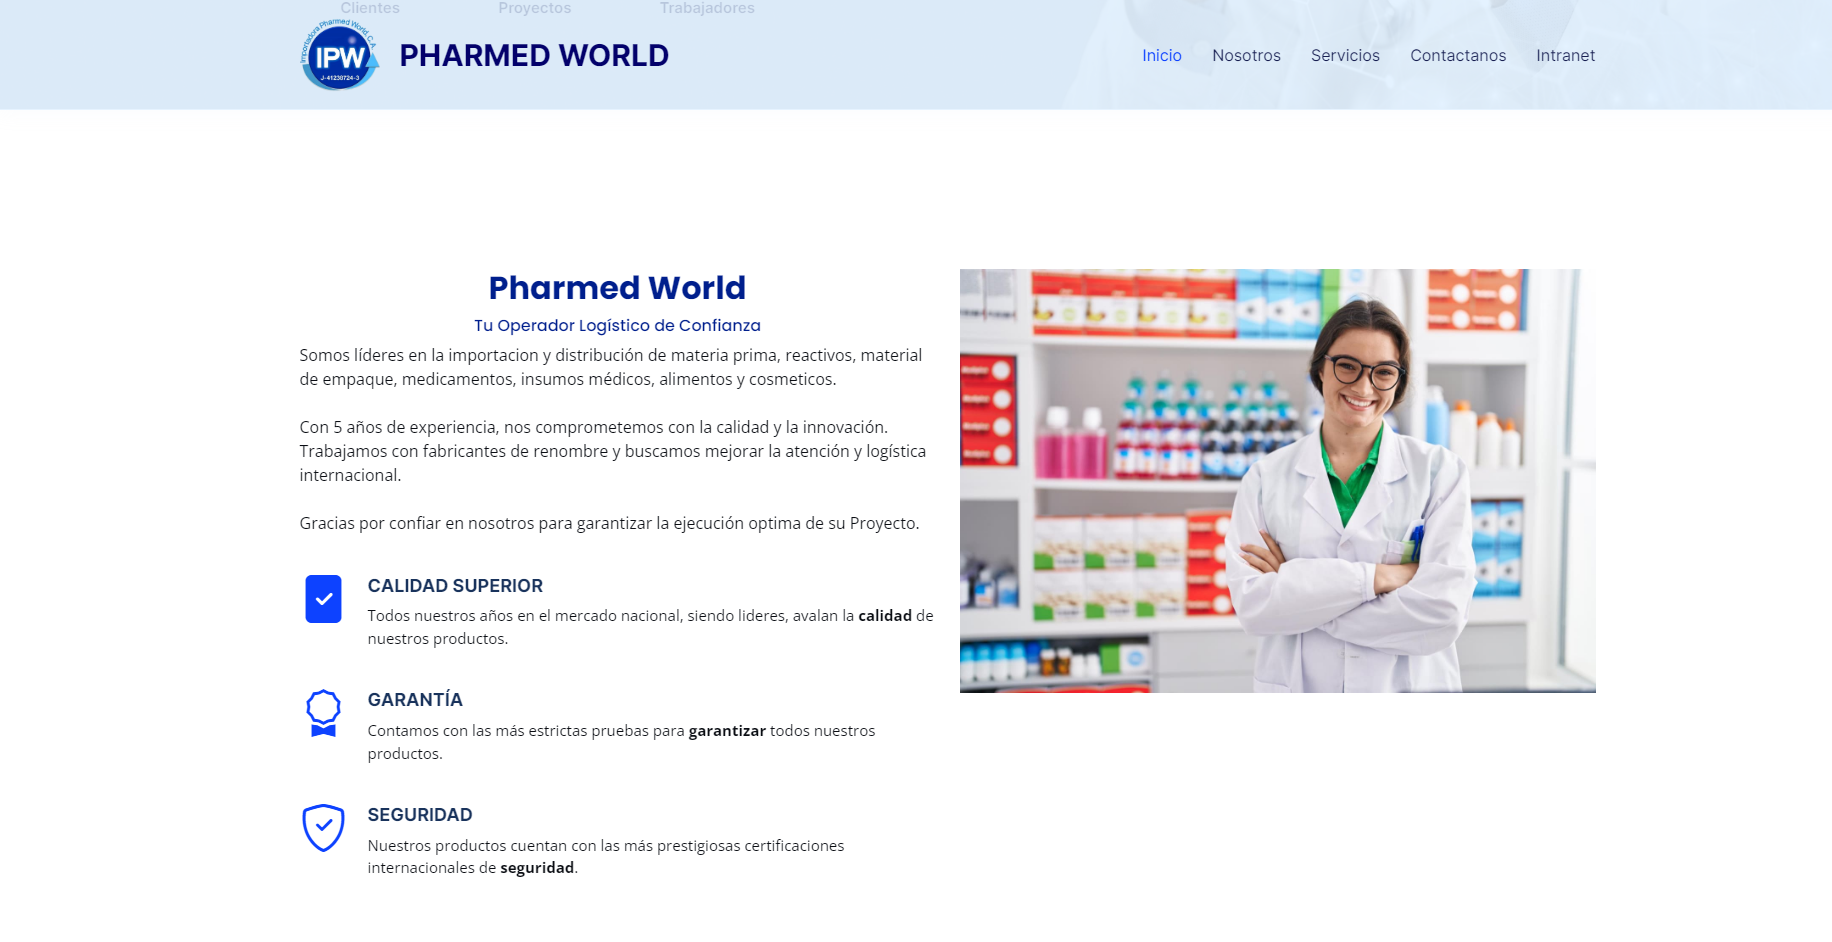 Clientes Proyectos Trabajadores
Importadora Pharmed World, C.A.
IPW
J-41230724-3
PHARMED WORLD
Inicio Nosotros Servicios Contactanos Intranet
Pharmed World
Tu Operador Logístico de Confianza
Somos líderes en la importacion y distribución de materia prima, reactivos, material
de empaque, medicamentos, insumos médicos, alimentos y cosmeticos.
Con 5 años de experiencia, nos comprometemos con la calidad y la innovación.
Trabajamos con fabricantes de renombre y buscamos mejorar la atención y logística
internacional.
Gracias por confiar en nosotros para garantizar la ejecución optima de su Proyecto.
CALIDAD SUPERIOR
Todos nuestros años en el mercado nacional, siendo lideres, avalan la calidad de
nuestros productos.
GARANTÍA
Contamos con las más estrictas pruebas para garantizar todos nuestros
productos.
SEGURIDAD
Nuestros productos cuentan con las más prestigiosas certificaciones
internacionales de seguridad.